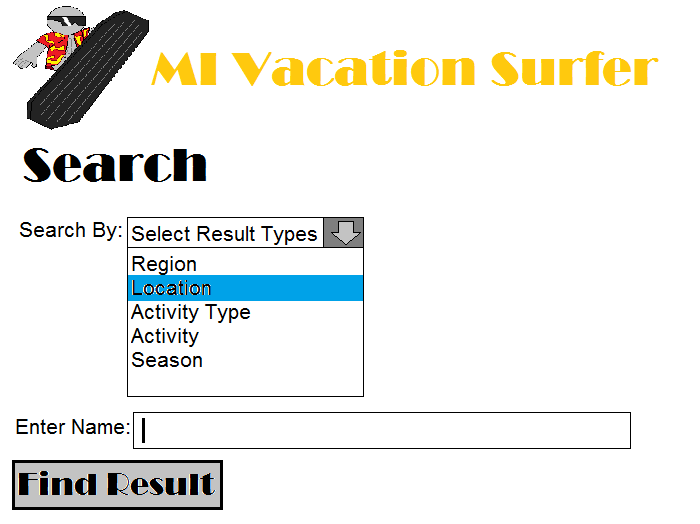 MI Vacation Surfer
Search
Search By: Select Result Types
Region
Location
Activity Type
Activity
Season
Enter Name:
Find Result